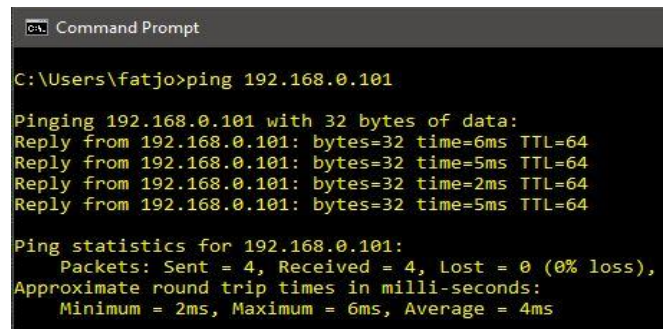 Command Prompt
C:\Users\fatjo>ping 192.168.0.101
Pinging 192.168.0.101 with 32 bytes of data:
Reply from 192.168.0.101: bytes=32 time=6ms TTL=64
Reply from 192.168.0.101: bytes=32 time=5ms TTL=64
Reply from 192.168.0.101: bytes=32 time=2ms TTL=64
Reply from 192.168.0.101: bytes=32 time=5ms TTL=64
Ping statistics for 192.168.0.101:
    Packets: Sent = 4, Received = 4, Lost = 0 (0% loss),
Approximate round trip times in milli-seconds:
    Minimum = 2ms, Maximum = 6ms, Average = 4ms